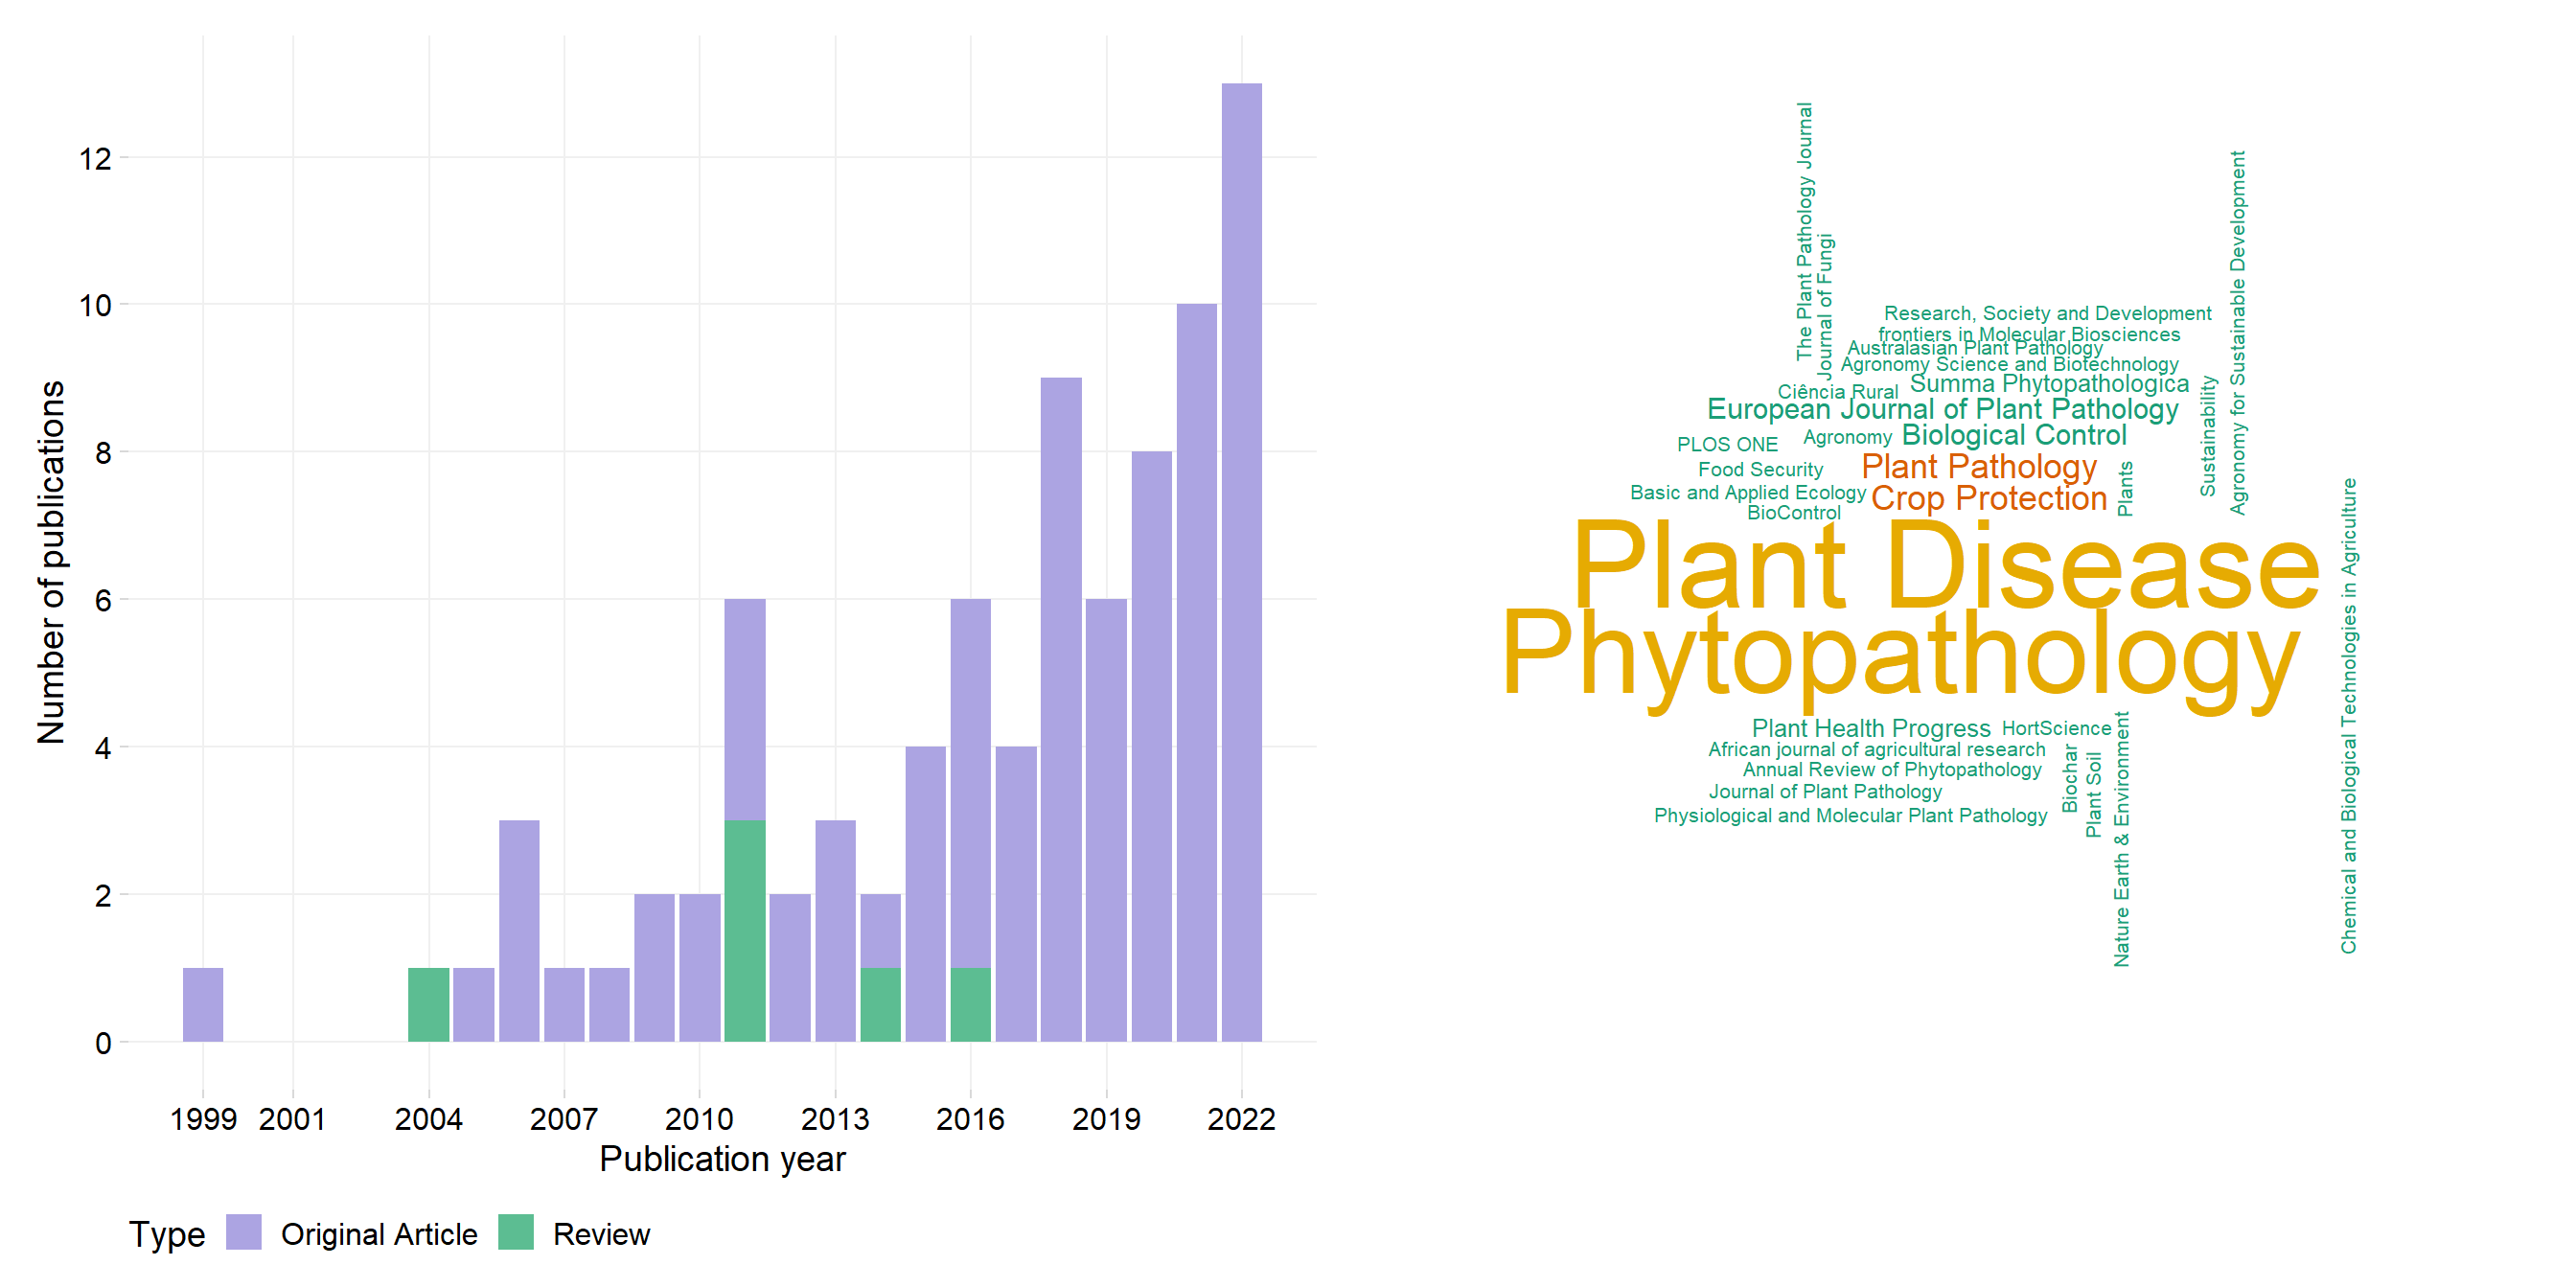 12
10
8
6
4
2
0
Number of publications
1999 2001 2004 2007 2010 2013 2016 2019 2022
Publication year
Type Original Article Review
The Plant Pathology Journal
Journal of Fungi
Agronomy for Sustainable Development
Research, Society and Development
frontiers in Molecular Biosciences
Australasian Plant Pathology
Agronomy Science and Biotechnology
Ciência Rural Summa Phytopathologica
Sustainability
European Journal of Plant Pathology
PLOS ONE Agronomy Biological Control
Food Security Plant Pathology
Plants
Basic and Applied Ecology Crop Protection
BioControl
Plant Disease
Phytopathology
Chemical and Biological Technologies in Agriculture
Plant Health Progress HortScience
African journal of agricultural research
Annual Review of Phytopathology
Journal of Plant Pathology
Physiological and Molecular Plant Pathology
Biochar
Plant Soil
Nature Earth & Environment